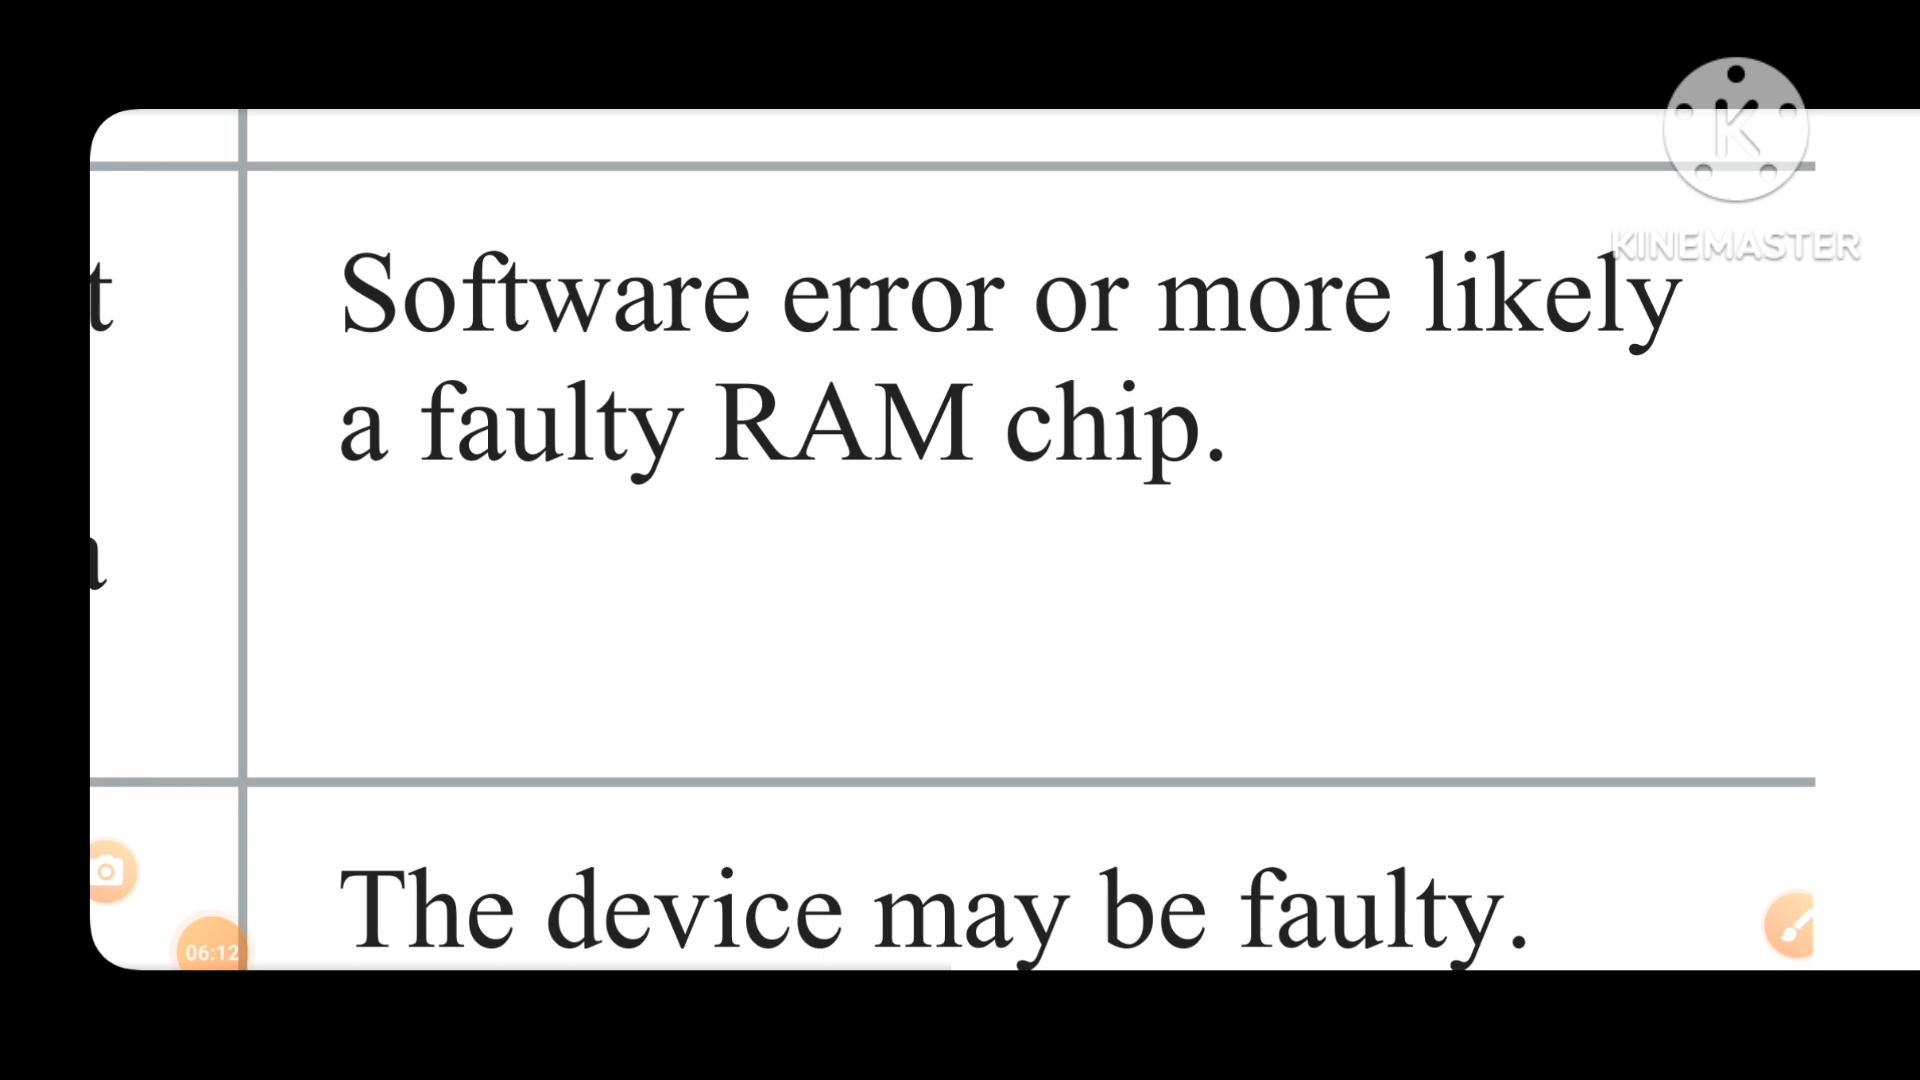 KINEMASTER
t
Software error or more likely
a faulty RAM chip.
The device may be faulty.
06:12